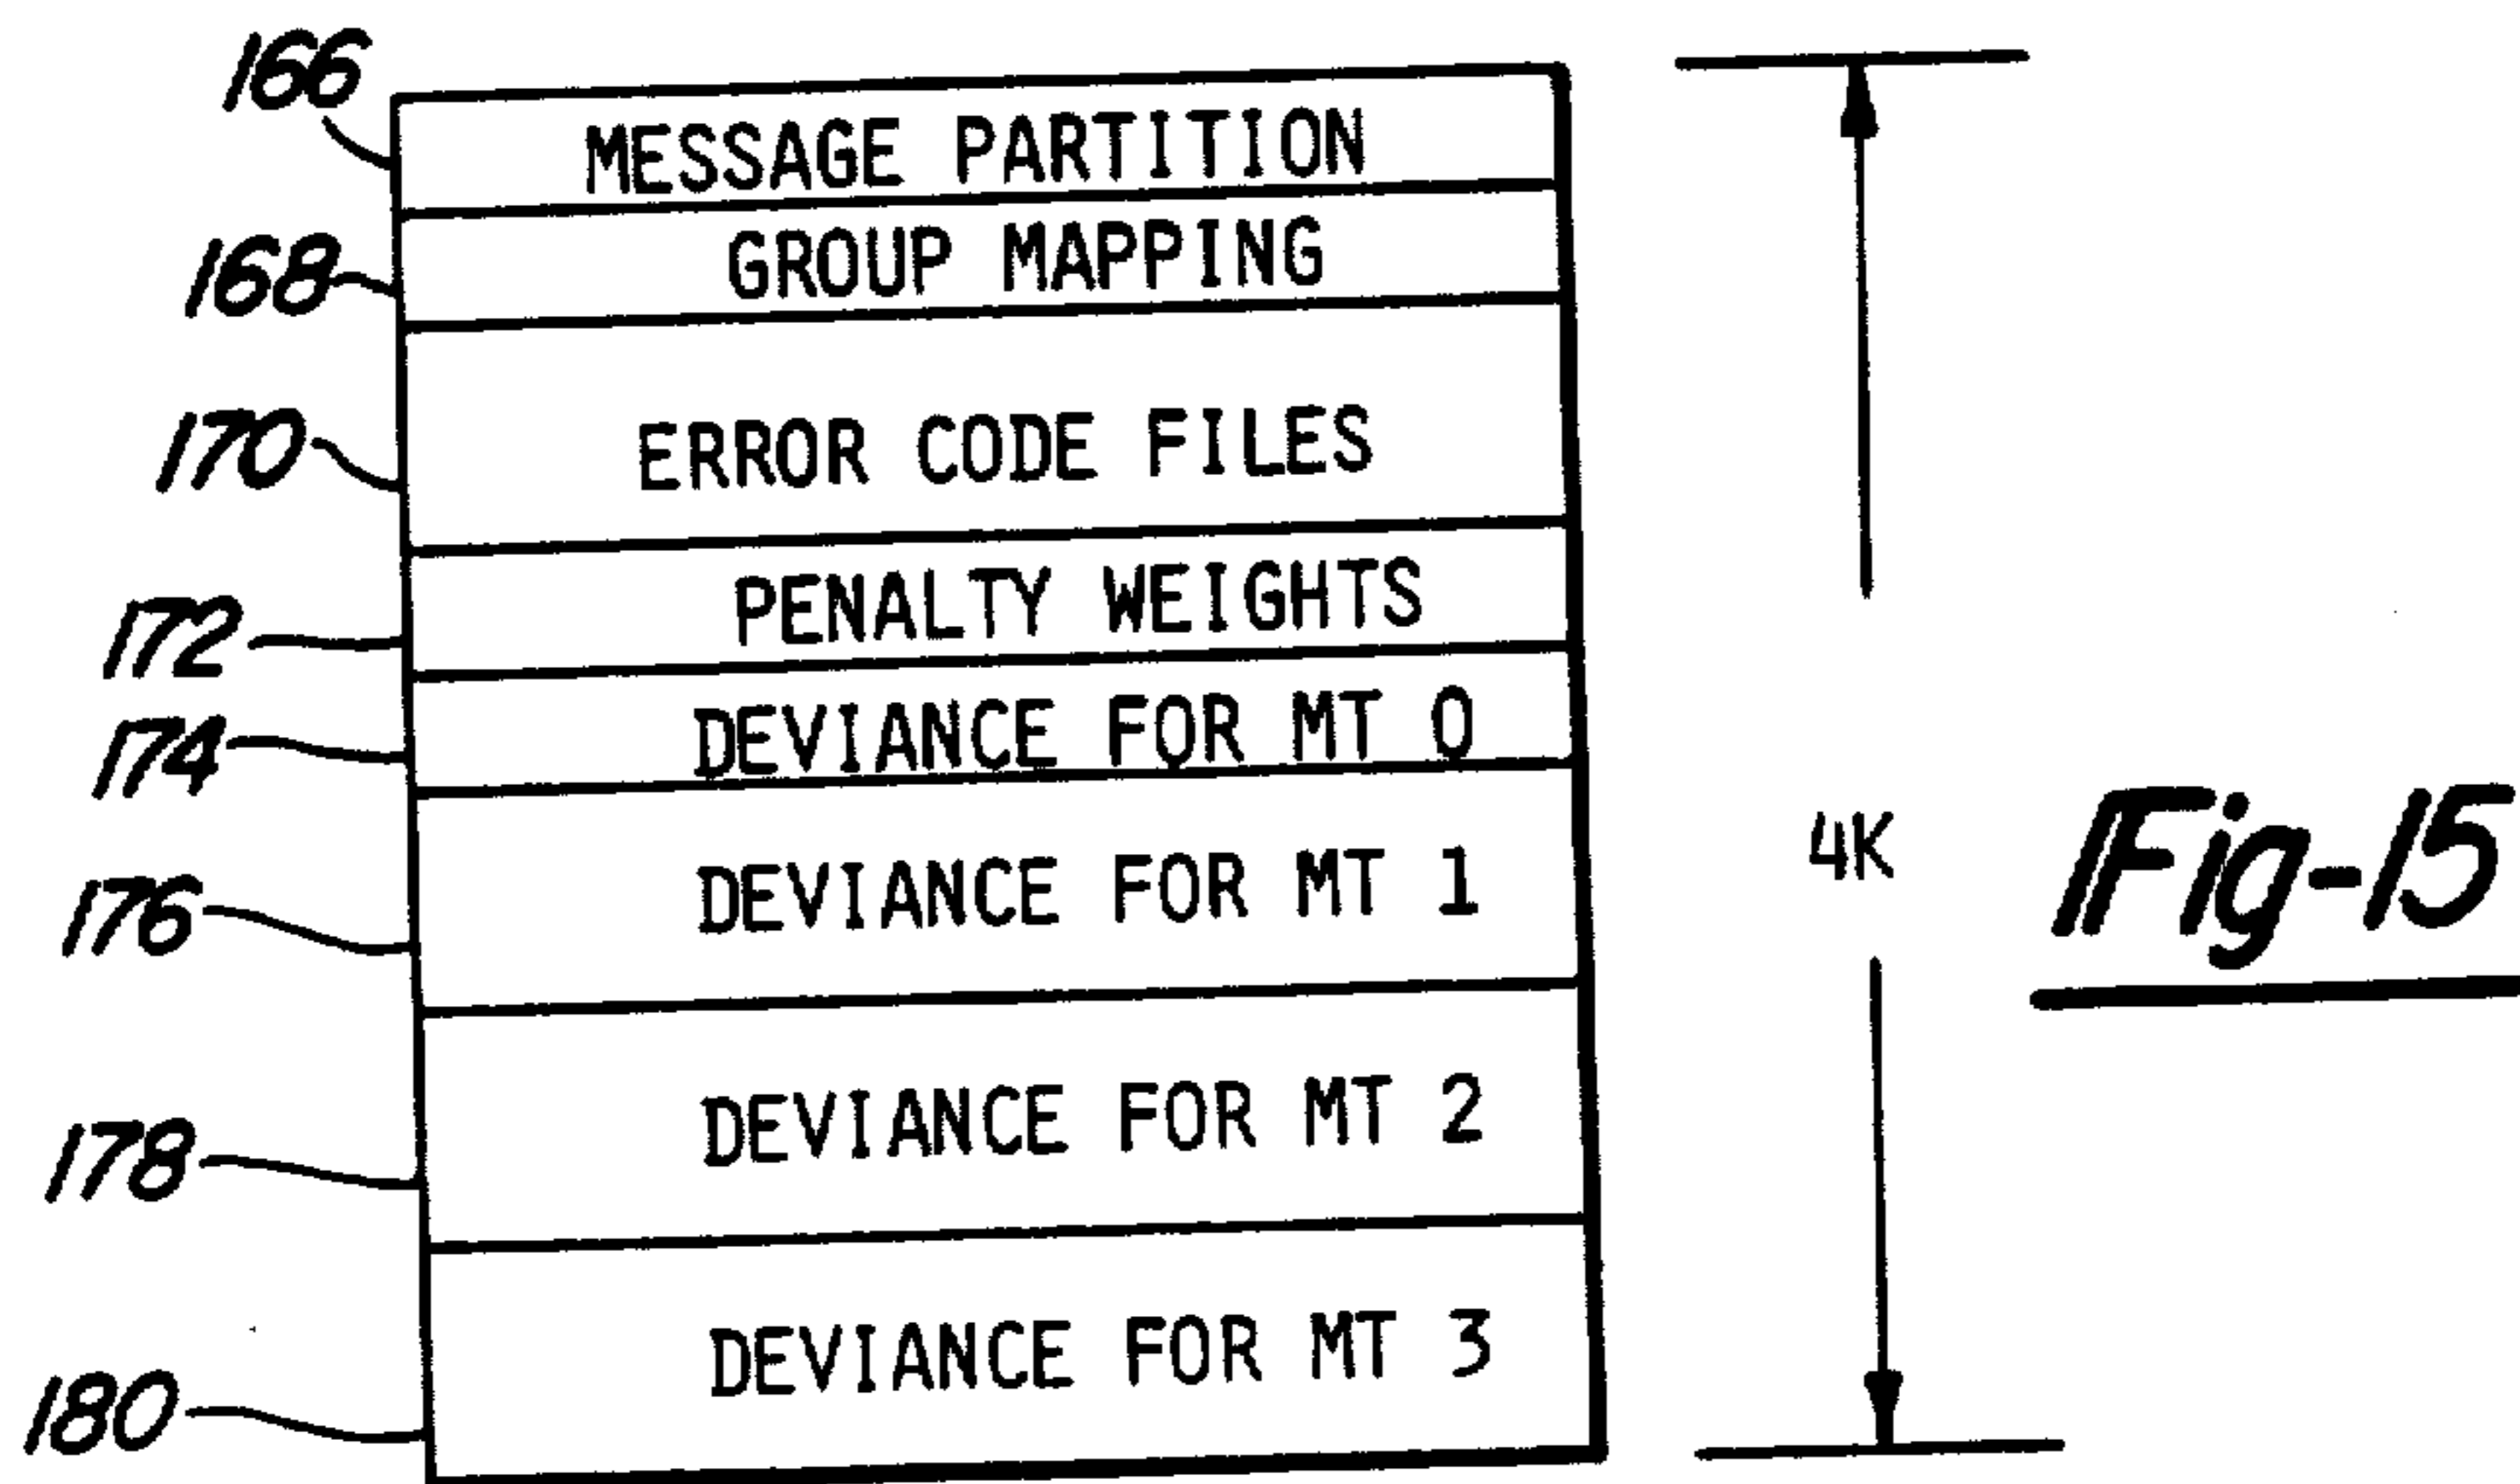 166
MESSAGE PARTITION
168
GROUP MAPPING
170
ERROR CODE FILES
172
PENALTY WEIGHTS
174
DEVIANCE FOR MT 0
176
DEVIANCE FOR MT 1
4K
Fig-15
178
DEVIANCE FOR MT 2
180
DEVIANCE FOR MT 3